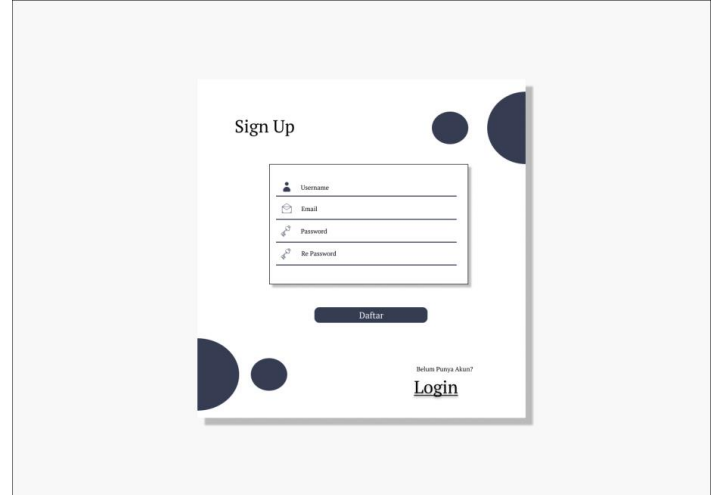 Sign Up
Username
Email
Password
Re Password
Daftar
Belum Punya Akun?
Login